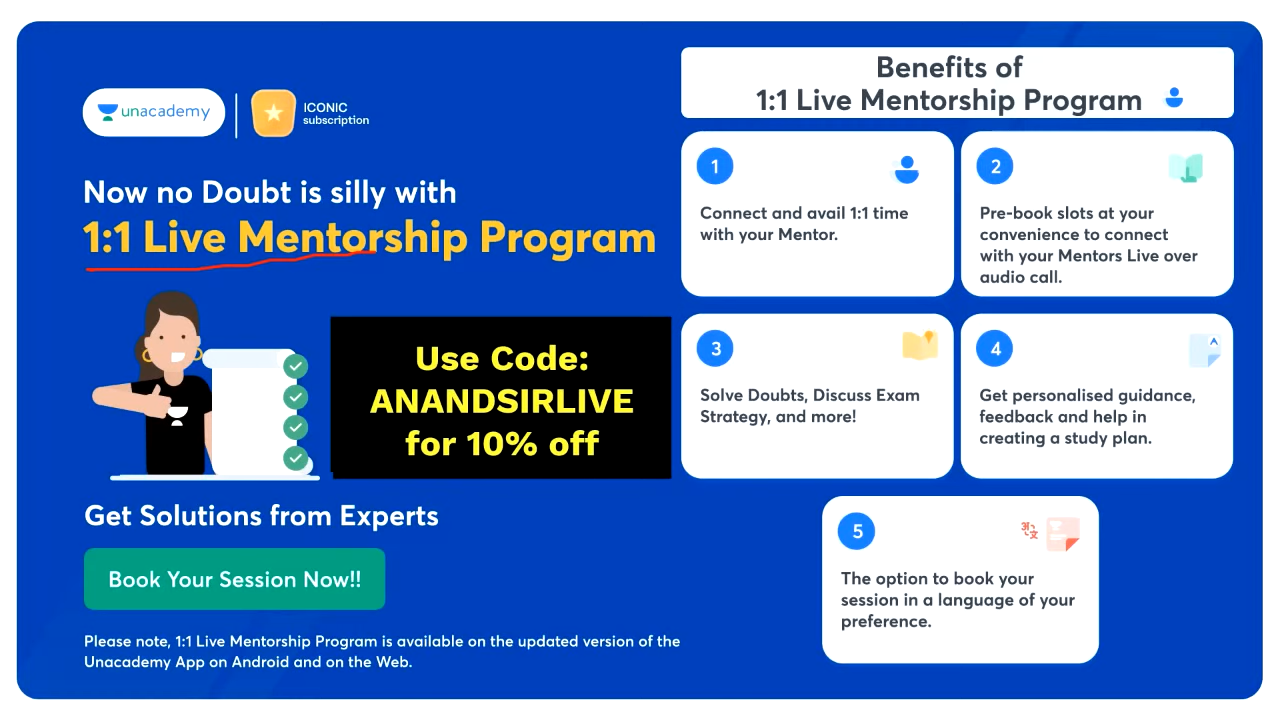 unacademy
ICONIC
subscription
Now no Doubt is silly with
1:1 Live Mentorship Program
Use Code:
ANANDSIRLIVE
for 10% off
Get Solutions from Experts
Book Your Session Now!!
Please note, 1:1 Live Mentorship Program is available on the updated version of the
Unacademy App on Android and on the Web.
Benefits of
1:1 Live Mentorship Program
1
Connect and avail 1:1 time
with your Mentor.
2
Pre-book slots at your
convenience to connect
with your Mentors Live over
audio call.
3
Solve Doubts, Discuss Exam
Strategy, and more!
4
A
Get personalised guidance,
feedback and help in
creating a study plan.
5
अ
文
The option to book your
session in a language of your
preference.